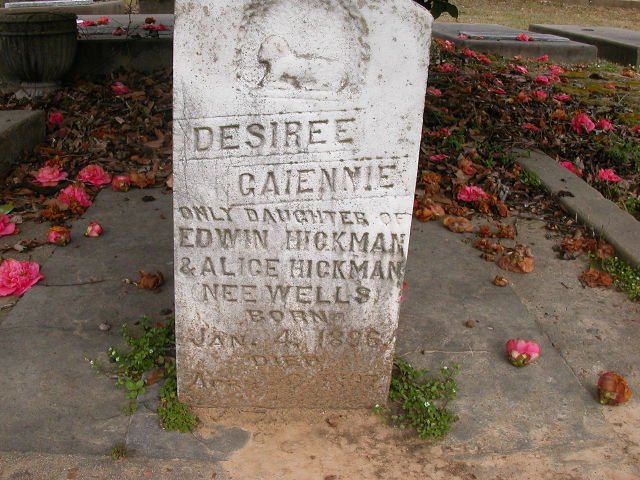 DESIREE
GAIENNIE
ONLY DAUGHTER OF
EDWIN HICKMAN
& ALICE HICKMAN
NEE WELLS
BORN
JAN. 4, 1896
DIED